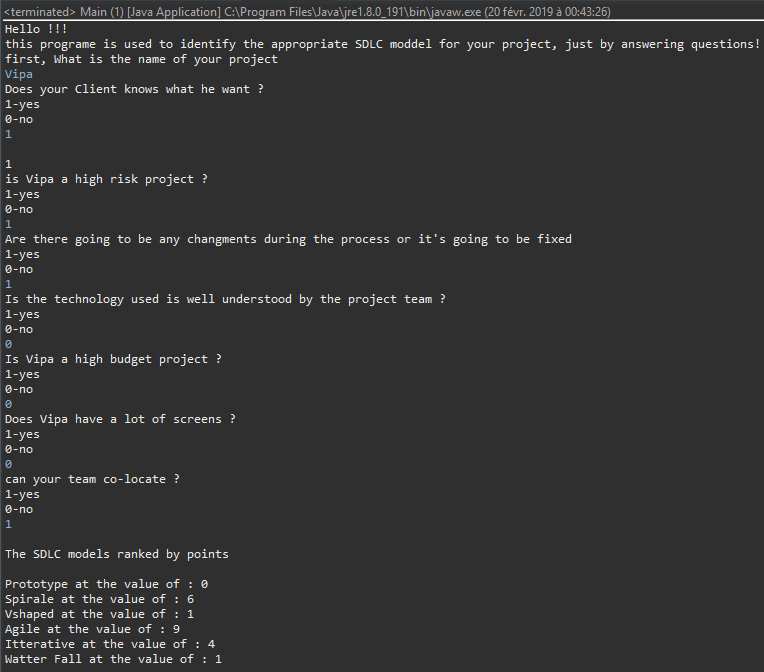 <terminated> Main (1) [Java Application] C:\Program Files\Java\jre1.8.0_191\bin\javaw.exe (20 févr. 2019 à 00:43:26)
Hello !!!
this programe is used to identify the appropriate SDLC moddel for your project, just by answering questions!
first, What is the name of your project
Vipa
Does your Client knows what he want ?
1-yes
0-no
1
1
is Vipa a high risk project ?
1-yes
0-no
1
Are there going to be any changments during the process or it's going to be fixed
1-yes
0-no
1
Is the technology used is well understood by the project team ?
1-yes
0-no
0
Is Vipa a high budget project ?
1-yes
0-no
0
Does Vipa have a lot of screens ?
1-yes
0-no
0
can your team co-locate ?
1-yes
0-no
1
The SDLC models ranked by points
Prototype at the value of : 0
Spirale at the value of : 6
Vshaped at the value of : 1
Agile at the value of : 9
Itterative at the value of : 4
Watter Fall at the value of : 1